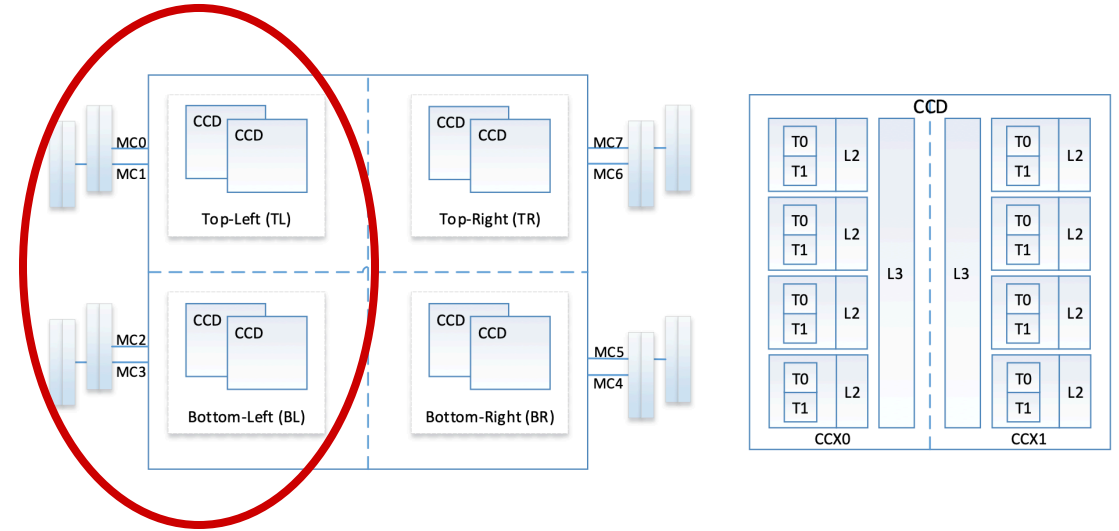 MC0
MC1
CCD
CCD
Top-Left (TL)
CCD
CCD
Top-Right (TR)
MC7
MC6
MC2
MC3
CCD
CCD
Bottom-Left (BL)
CCD
CCD
Bottom-Right (BR)
MC5
MC4
CCD
T0
T1
L2
T0
T1
L2
T0
T1
L2
T0
T1
L2
L3
L3
T0
T1
L2
T0
T1
L2
T0
T1
L2
T0
T1
L2
CCX0
CCX1